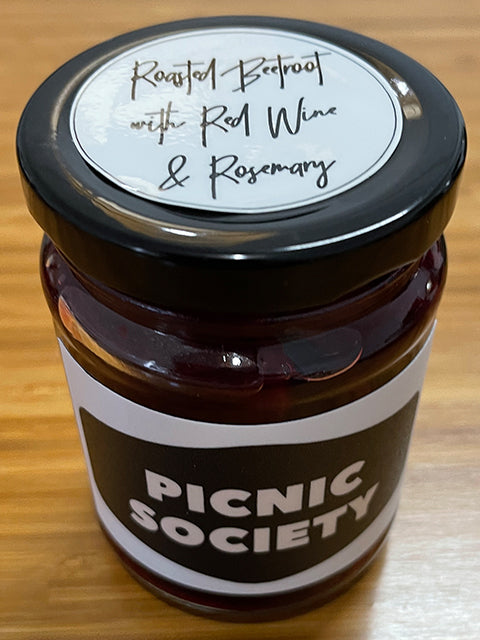 Roasted Beetroot
with Red Wine
& Rosemary
PICNIC
SOCIETY